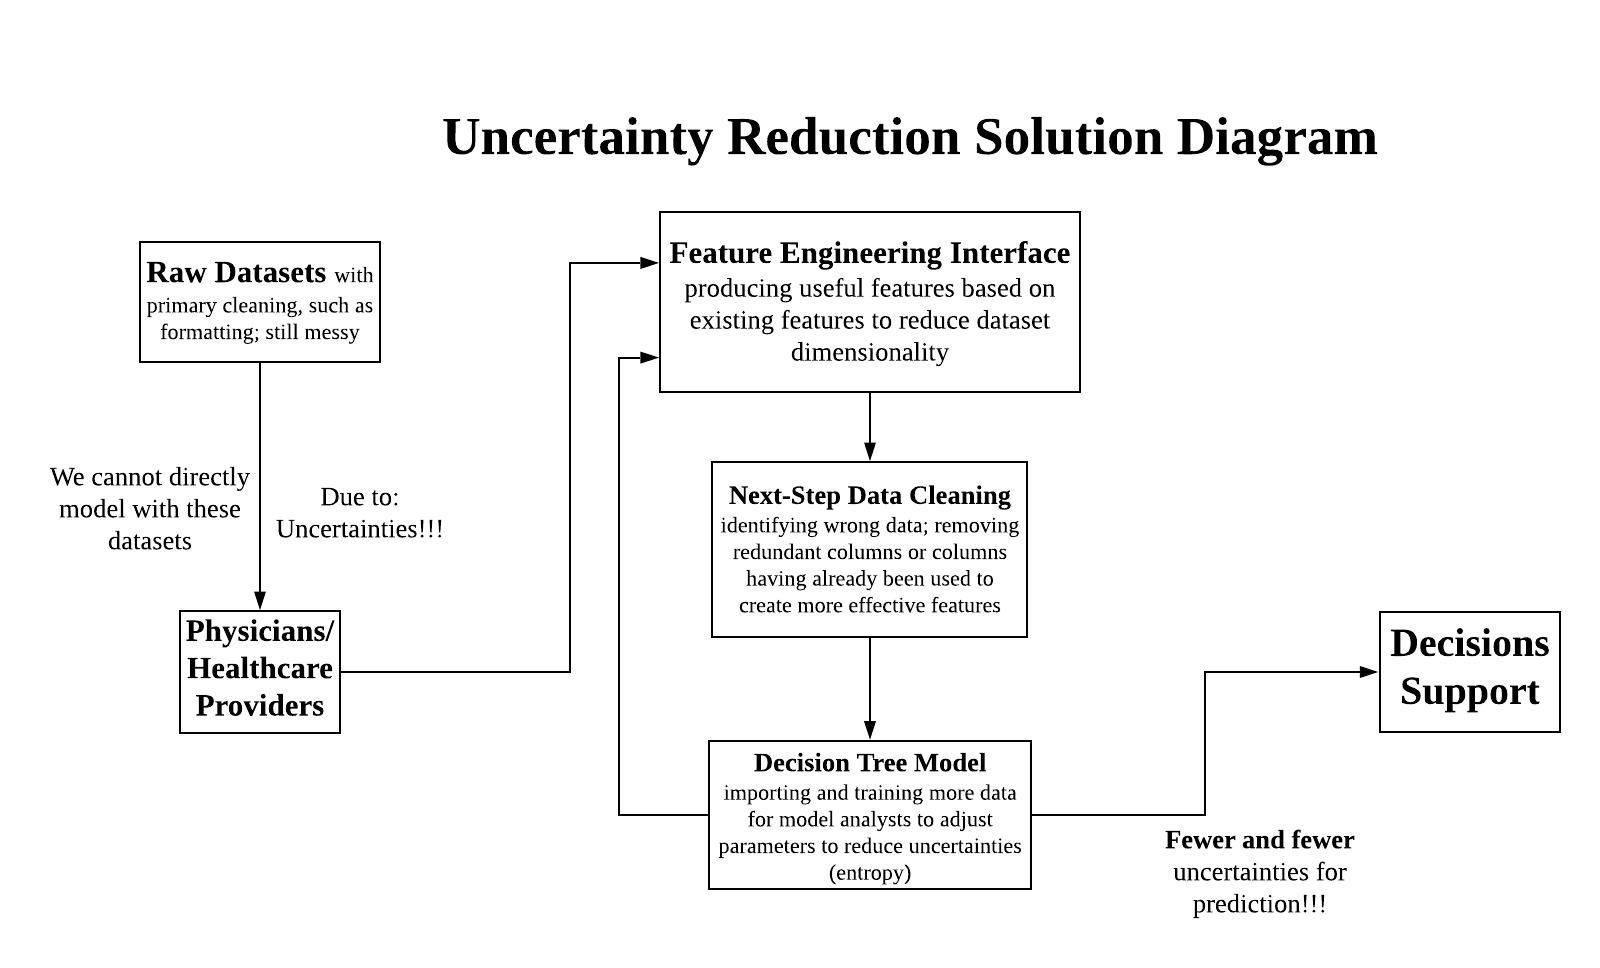 Uncertainty Reduction Solution Diagram
Raw Datasets with
primary cleaning, such as
formatting; still messy
We cannot directly
model with these
datasets
Due to:
Uncertainties!!!
Physicians/
Healthcare
Providers
Feature Engineering Interface
producing useful features based on
existing features to reduce dataset
dimensionality
Next-Step Data Cleaning
identifying wrong data; removing
redundant columns or columns
having already been used to
create more effective features
Decision Tree Model
importing and training more data
for model analysts to adjust
parameters to reduce uncertainties
(entropy)
Fewer and fewer
uncertainties for
prediction!!!
Decisions
Support